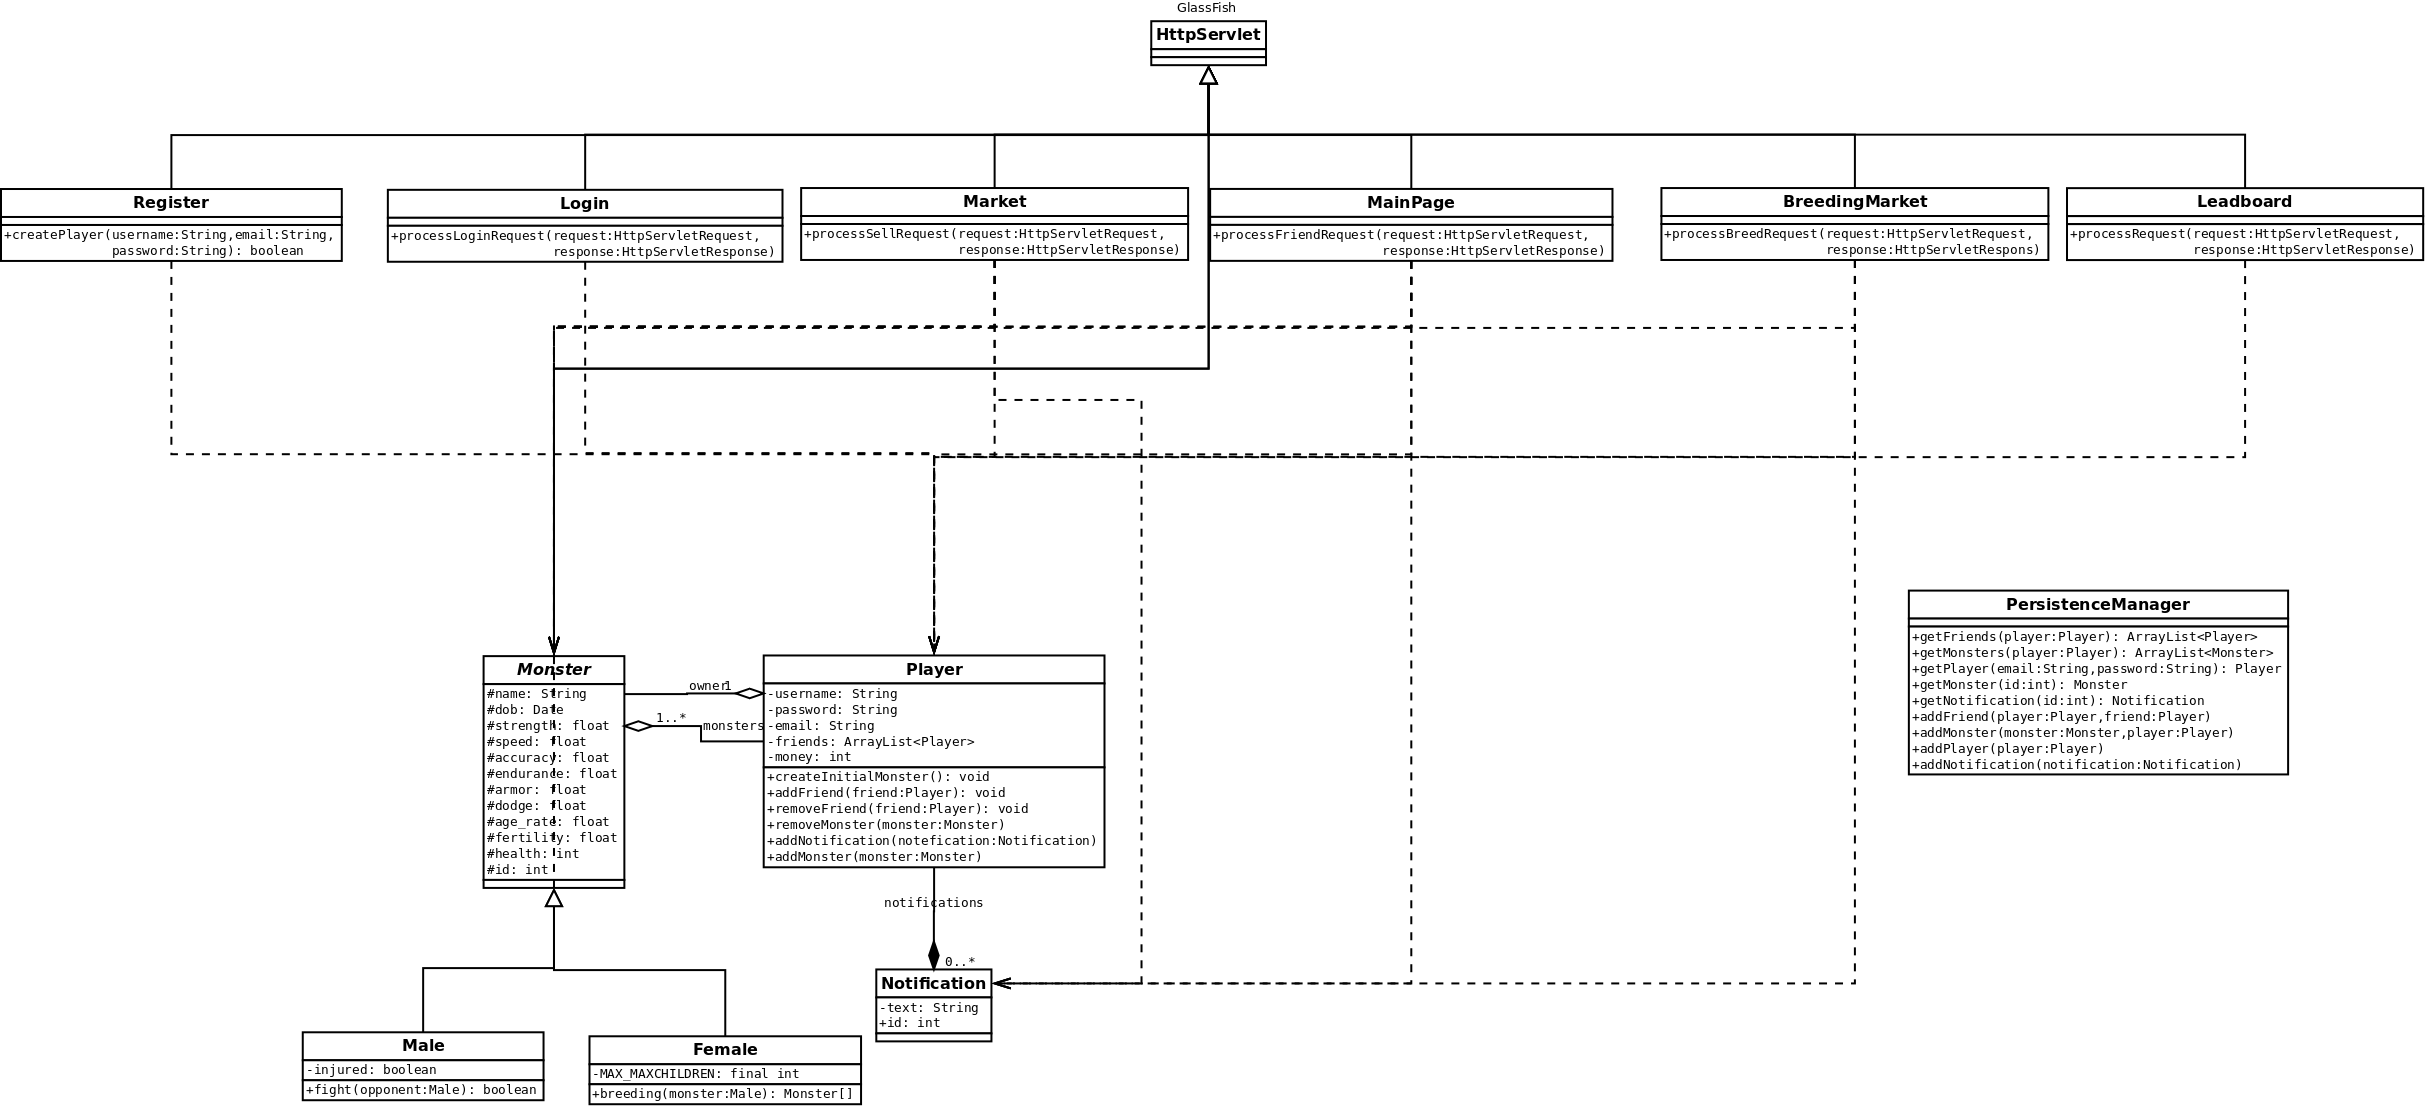 GlassFish
HttpServlet
Register
+createPlayer(username:String,email:String,
password:String): boolean
Login
+processLoginRequest(request:HttpServletRequest,
response:HttpServletResponse)
Market
+processSellRequest(request:HttpServletRequest,
response:HttpServletResponse)
MainPage
+processFriendRequest(request:HttpServletRequest,
response:HttpServletResponse)
BreedingMarket
+processBreedRequest(request:HttpServletRequest,
response:HttpServletRespons)
Leadboard
+processRequest(request:HttpServletRequest,
response:HttpServletResponse)
PersistenceManager
+getFriends(player:Player): ArrayList<Player>
+getMonsters(player:Player): ArrayList<Monster>
+getPlayer(email:String,password:String): Player
+getMonster(id:int): Monster
+getNotification(id:int): Notification
+addFriend(player:Player,friend:Player)
+addMonster(monster:Monster,player:Player)
+addPlayer(player:Player)
+addNotification(notification:Notification)
Monster
#name: String
#dob: Date
#strength: float
#speed: float
#accuracy: float
#endurance: float
#armor: float
#dodge: float
#age_rate: float
#fertility: float
#health: int
#id: int
owner
1
1..*
monsters
Player
-username: String
-password: String
-email: String
-friends: ArrayList<Player>
-money: int
+createInitialMonster(): void
+addFriend(friend:Player): void
+removeFriend(friend:Player): void
+removeMonster(monster:Monster)
+addNotification(notefication:Notification)
+addMonster(monster:Monster)
notifications
0..*
Notification
-text: String
+id: int
Male
-injured: boolean
+fight(opponent:Male): boolean
Female
-MAX_MAXCHILDREN: final int
+breeding(monster:Male): Monster[]